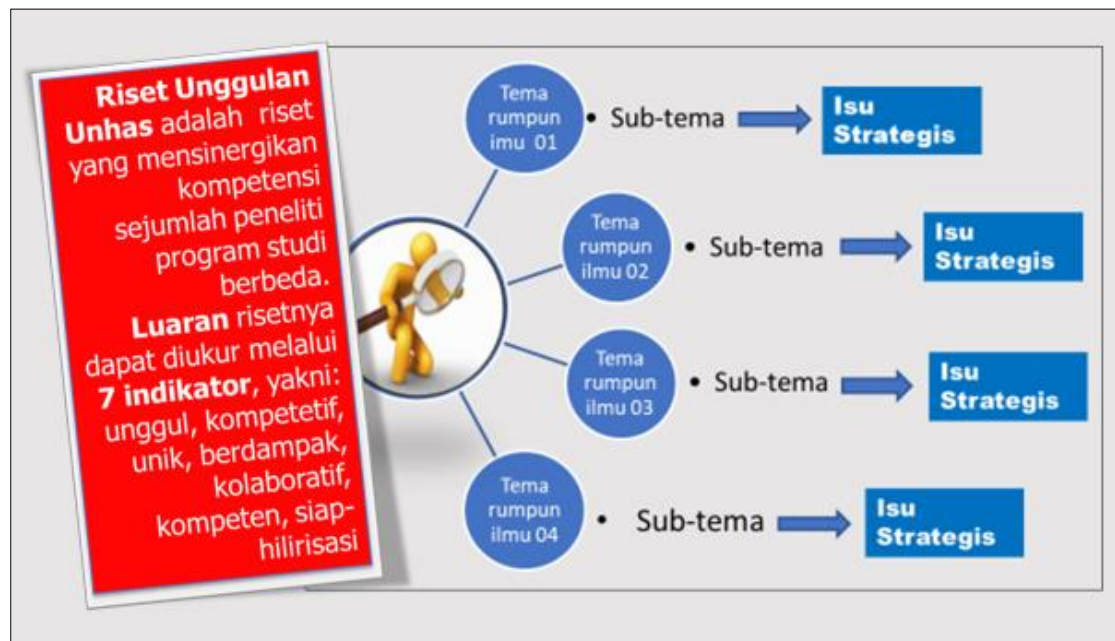 Riset Unggulan
Unhas adalah riset
yang mensinergikan
kompetensi
sejumlah peneliti
program studi
berbeda.
Luaran risetnya
dapat diukur melalui
7 indikator, yakni:
unggul, kompetetif,
unik, berdampak,
kolaboratif,
kompeten, siap-
hilirisasi
Tema
rumpun
imu 01
• Sub-tema
Isu
Strategis
Tema
rumpun
ilmu 02
• Sub-tema
Isu
Strategis
Tema
rumpun
ilmu 03
• Sub-tema
Isu
Strategis
Tema
rumpun
ilmu 04
• Sub-tema
Isu
Strategis